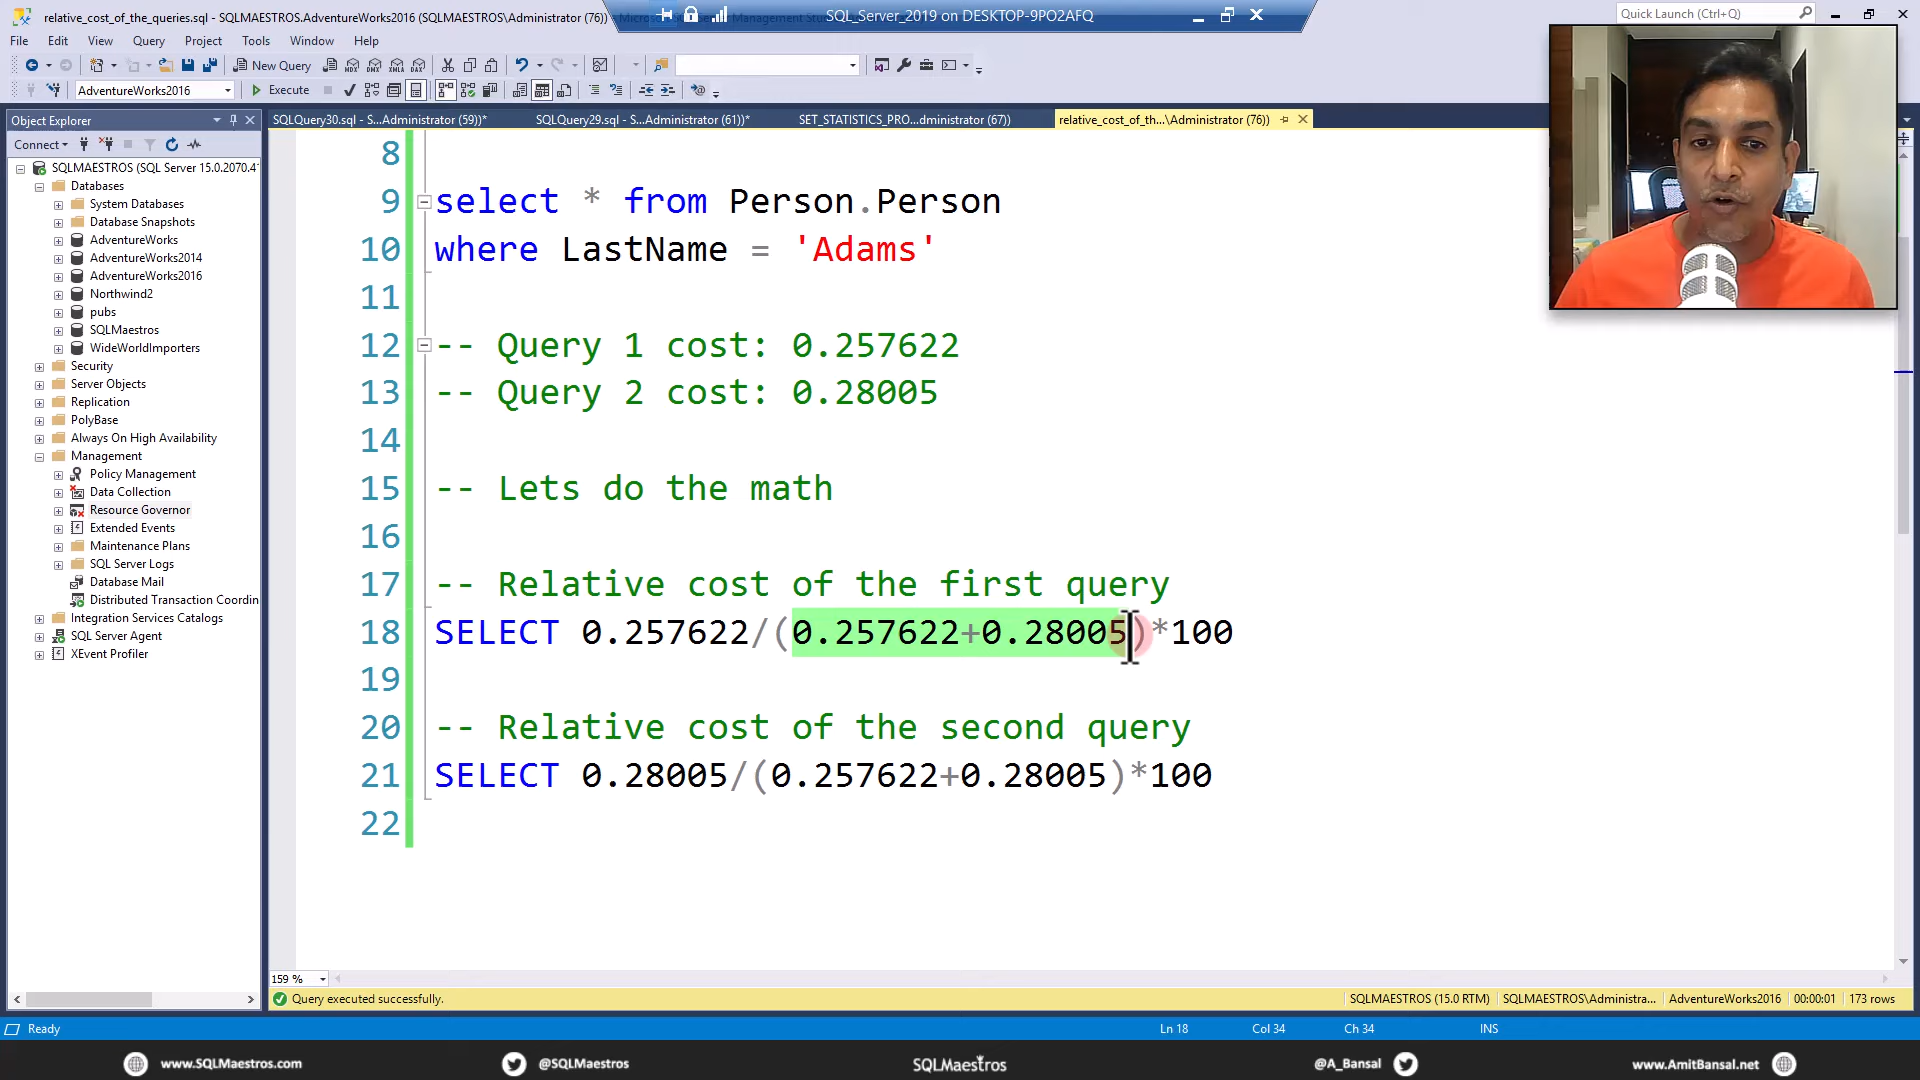 relative_cost_of_the_queries.sql - SQLMAESTROS.AdventureWorks2016 (SQLMAESTROS\Administrator (76))
SQL_Server_2019 on DESKTOP-9PO2AFQ
Quick Launch (Ctrl+Q)
File Edit View Query Project Tools Window Help
New Query
MDX DMX XMLA DAX
AdventureWorks2016
Execute
Object Explorer
SQLQuery30.sql - S...Administrator (59))*
SQLQuery29.sql - S...Administrator (61))*
SET_STATISTICS_PRO...dministrator (67))
relative_cost_of_th...\Administrator (76))
Connect
SQLMAESTROS (SQL Server 15.0.2070.4
Databases
System Databases
Database Snapshots
AdventureWorks
AdventureWorks2014
AdventureWorks2016
Northwind2
pubs
SQLMaestros
WideWorldImporters
Security
Server Objects
Replication
PolyBase
Always On High Availability
Management
Policy Management
Data Collection
Resource Governor
Extended Events
Maintenance Plans
SQL Server Logs
Database Mail
Distributed Transaction Coordin
Integration Services Catalogs
SQL Server Agent
XEvent Profiler
8
9 select * from Person.Person
10 where LastName = 'Adams'
11
12 -- Query 1 cost: 0.257622
13 -- Query 2 cost: 0.28005
14
15 -- Lets do the math
16
17 -- Relative cost of the first query
18 SELECT 0.257622/(0.257622+0.28005)*100
19
20 -- Relative cost of the second query
21 SELECT 0.28005/(0.257622+0.28005)*100
22
159 %
Query executed successfully.
SQLMAESTROS (15.0 RTM) SQLMAESTROS\Administra... AdventureWorks2016 00:00:01 173 rows
Ready Ln 18 Col 34 Ch 34 INS
www.SQLMaestros.com @SQLMaestros SQLMaestros @A_Bansal www.AmitBansal.net